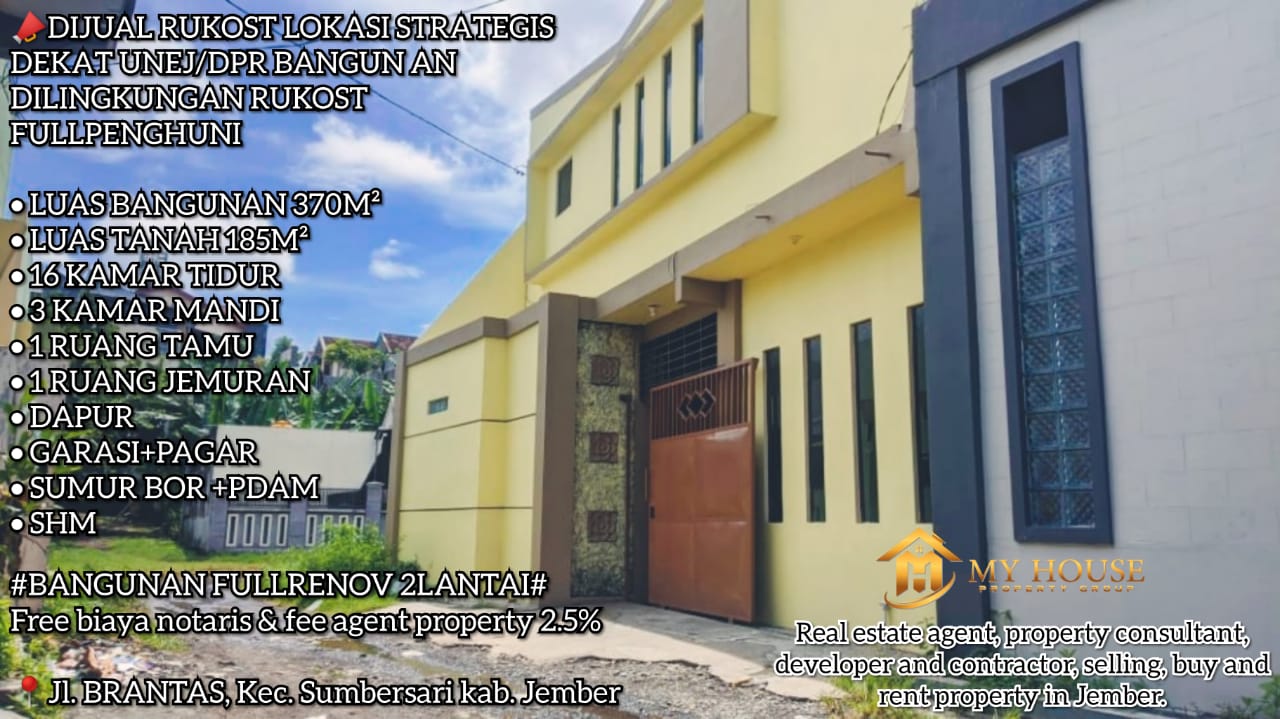 📣DIJUAL RUKOST LOKASI STRATEGIS
DEKAT UNEJ/DPR BANGUN AN
DILINGKUNGAN RUKOST
FULLPENGHUNI
• LUAS BANGUNAN 370M²
• LUAS TANAH 185M²
• 16 KAMAR TIDUR
• 3 KAMAR MANDI
• 1 RUANG TAMU
• 1 RUANG JEMURAN
• DAPUR
• GARASI+PAGAR
• SUMUR BOR +PDAM
• SHM
#BANGUNAN FULLRENOV 2LANTAI#
Free biaya notaris & fee agent property 2.5%
📍Jl. BRANTAS, Kec. Sumbersari kab. Jember
MY HOUSE
PROPERTY GROUP
Real estate agent, property consultant,
developer and contractor, selling, buy and
rent property in Jember.